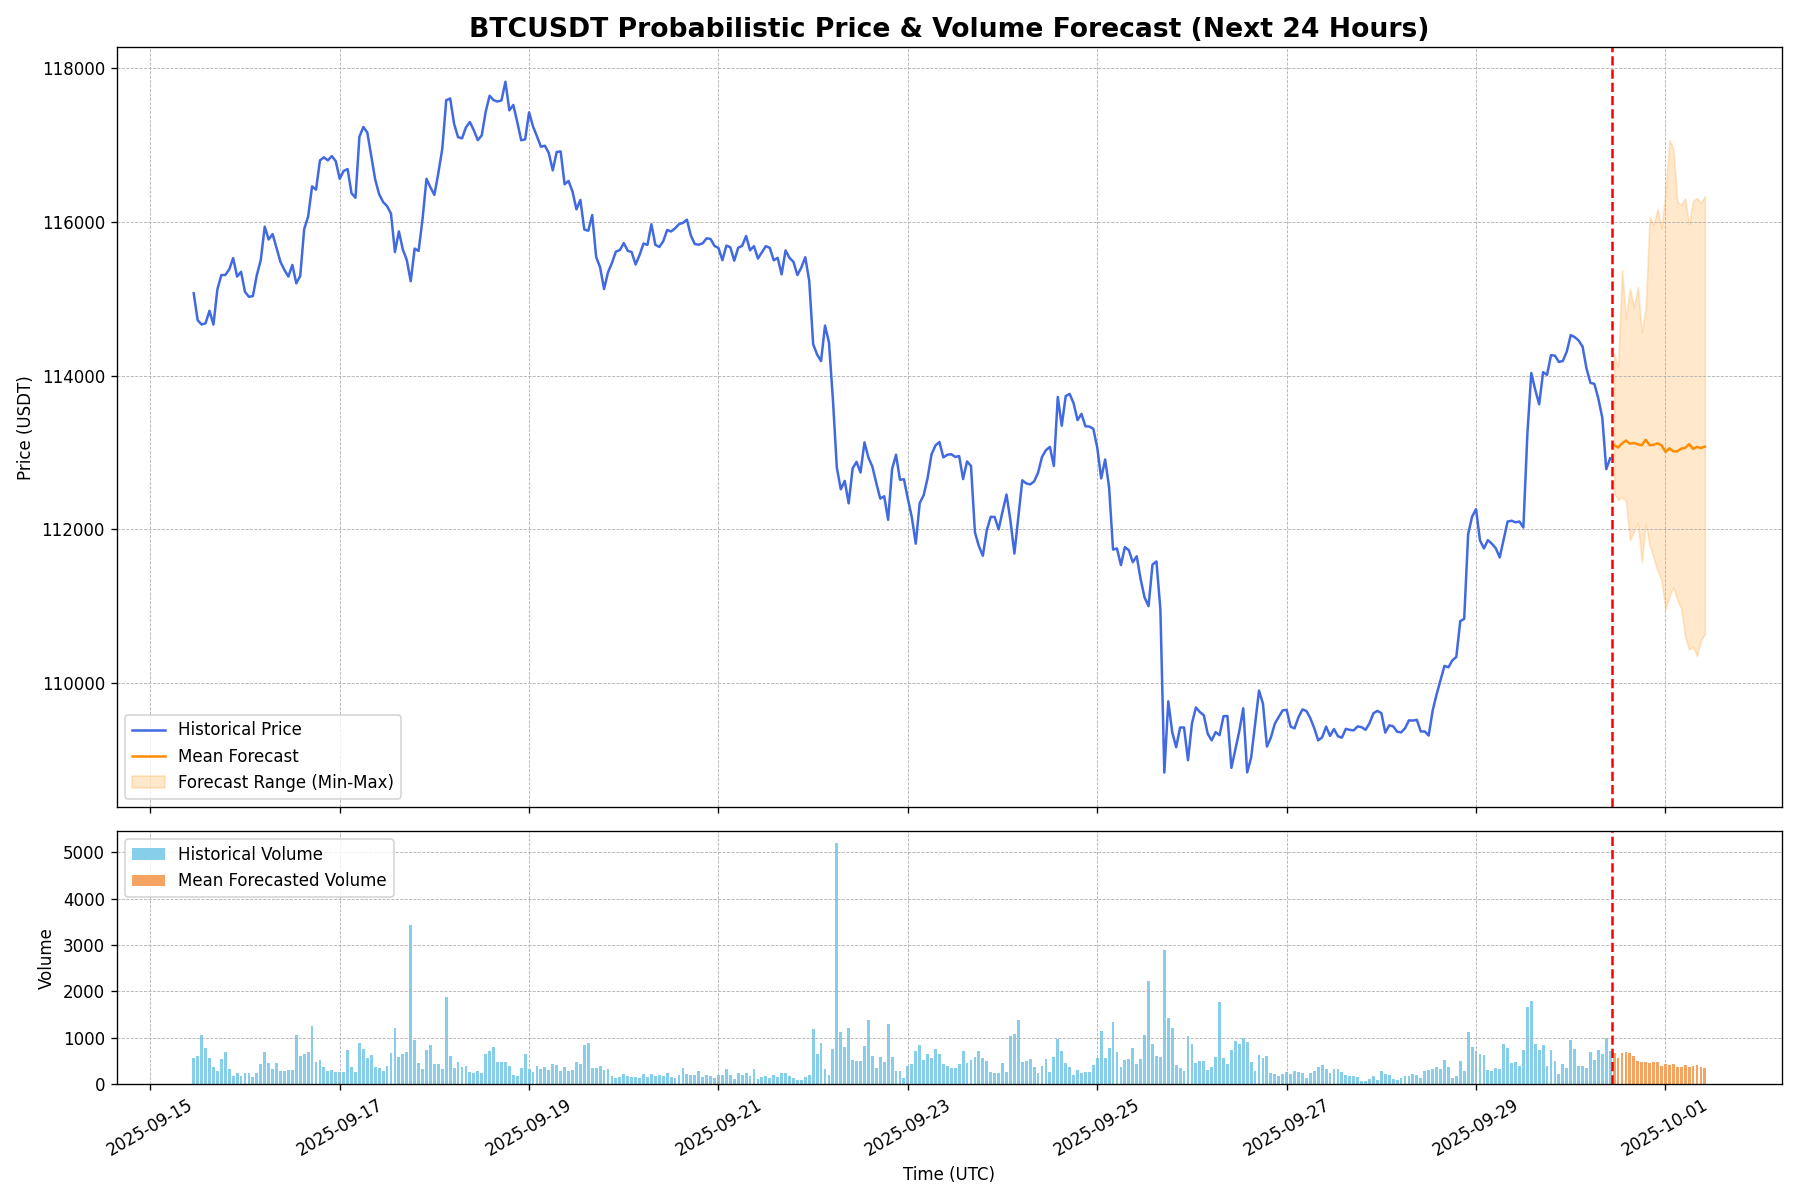 BTCUSDT Probabilistic Price & Volume Forecast (Next 24 Hours)
118000
116000
114000
112000
110000
Price (USDT)
Historical Price
Mean Forecast
Forecast Range (Min-Max)
5000
4000
3000
2000
1000
0
Volume
Historical Volume
Mean Forecasted Volume
2025-09-15
2025-09-17
2025-09-19
2025-09-21
2025-09-23
2025-09-25
2025-09-27
2025-09-29
2025-10-01
Time (UTC)